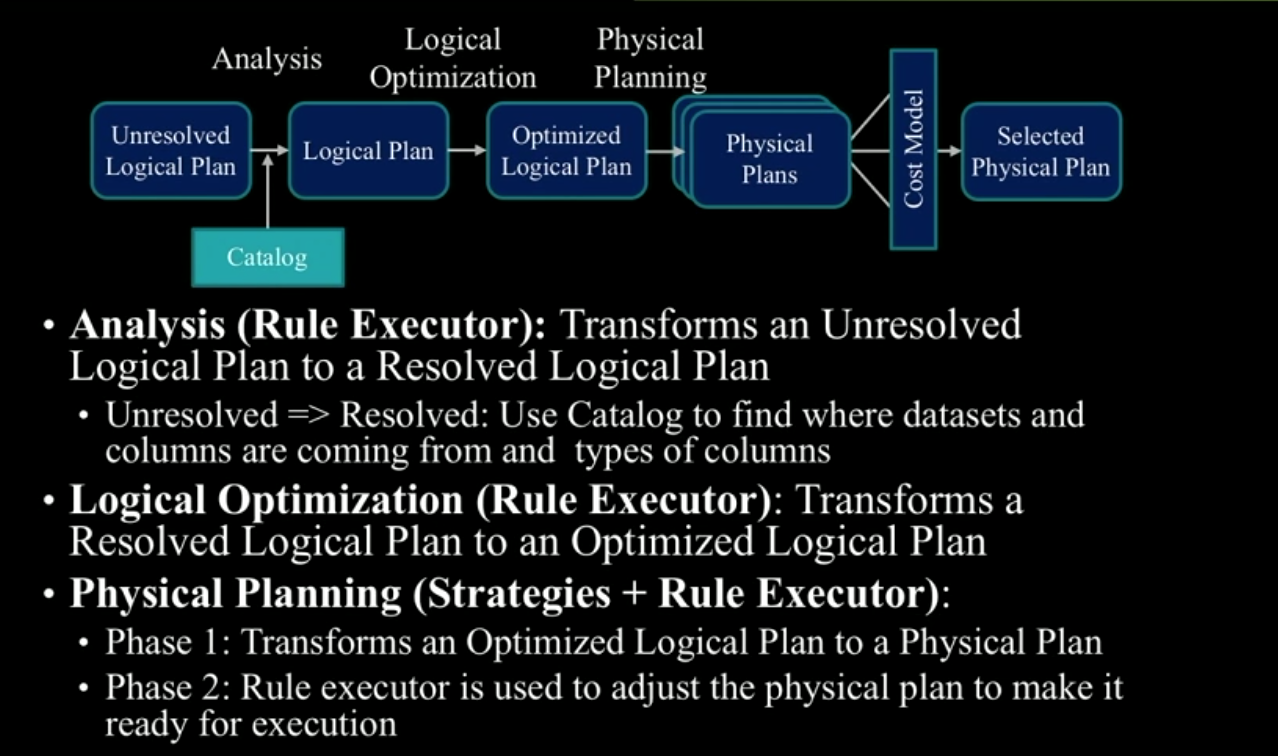 Analysis
Logical
Optimization
Physical
Planning
Unresolved
Logical Plan
Logical Plan
Optimized
Logical Plan
Physical
Plans
Cost Model
Selected
Physical Plan
Catalog
• Analysis (Rule Executor): Transforms an Unresolved
Logical Plan to a Resolved Logical Plan
• Unresolved => Resolved: Use Catalog to find where datasets and
columns are coming from and types of columns
• Logical Optimization (Rule Executor): Transforms a
Resolved Logical Plan to an Optimized Logical Plan
• Physical Planning (Strategies + Rule Executor):
• Phase 1: Transforms an Optimized Logical Plan to a Physical Plan
• Phase 2: Rule executor is used to adjust the physical plan to make it
ready for execution